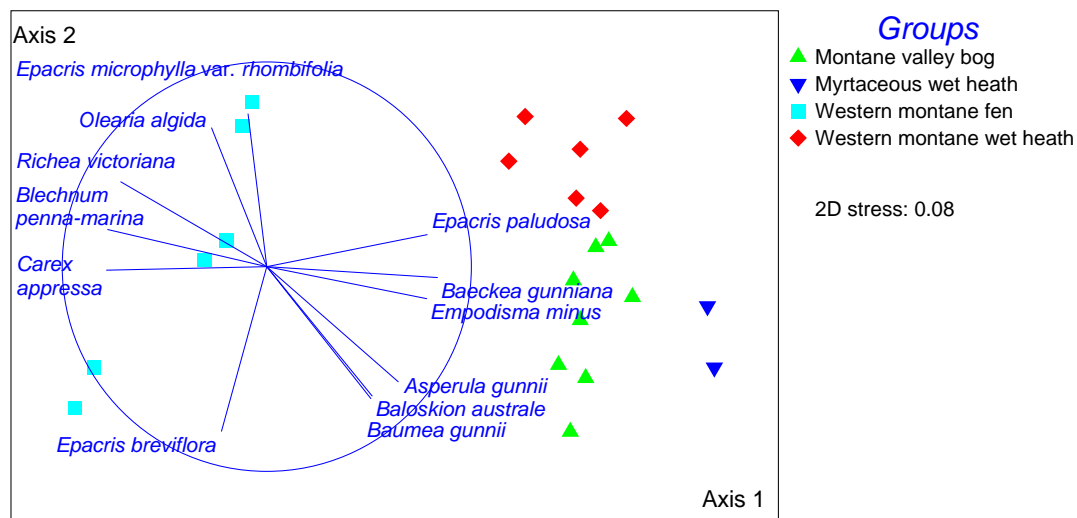 Axis 2
Epacris microphylla var. rhombifolia
Olearia algida
Richea victoriana
Blechnum
penna-marina
Carex
appressa
Epacris paludosa
Baeckea gunniana
Empodisma minus
Asperula gunnii
Baloskion australe
Baumea gunnii
Epacris breviflora
Axis 1
Groups
Montane valley bog
Myrtaceous wet heath
Western montane fen
Western montane wet heath
2D stress: 0.08